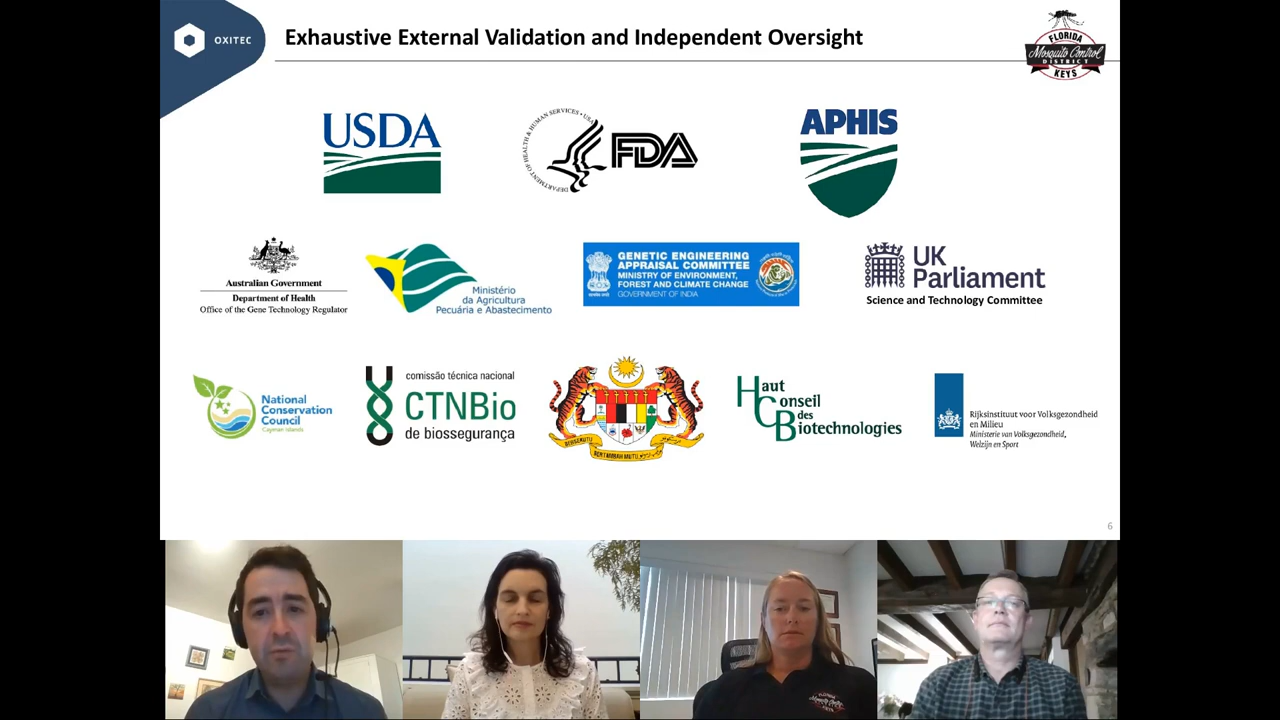 OXITEC
Exhaustive External Validation and Independent Oversight
FLORIDA
Mosquito Control
DISTRICT
KEYS
USDA
DEPARTMENT OF HEALTH & HUMAN SERVICES • USA
FDA
APHIS
Australian Government
Department of Health
Office of the Gene Technology Regulator
Ministério
da Agricultura
Pecuária e Abastecimento
GENETIC ENGINEERING
APPRAISAL COMMITTEE
MINISTRY OF ENVIRONMENT,
FOREST AND CLIMATE CHANGE
GOVERNMENT OF INDIA
UK
Parliament
Science and Technology Committee
National
Conservation
Council
Cayman Islands
comissão técnica nacional
CTNBio
de biossegurança
BERSEKUTU
BERTAMBAH MUTU
Haut
Conseil
des
Biotechnologies
Rijksinstituut voor Volksgezondheid
en Milieu
Ministerie van Volksgezondheid,
Welzijn en Sport
6
FLORIDA
Mosquito Control
KEYS